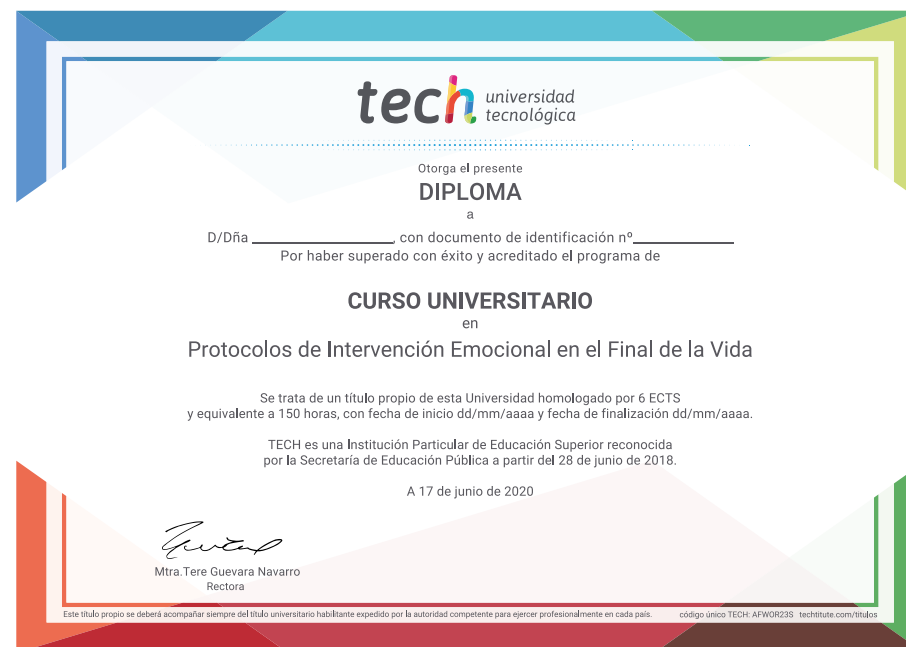 tech universidad
tecnológica
Otorga el presente
DIPLOMA
a
D/Dña ____________________, con documento de identificación nº______________
Por haber superado con éxito y acreditado el programa de
CURSO UNIVERSITARIO
en
Protocolos de Intervención Emocional en el Final de la Vida
Se trata de un título propio de esta Universidad homologado por 6 ECTS
y equivalente a 150 horas, con fecha de inicio dd/mm/aaaa y fecha de finalización dd/mm/aaaa.
TECH es una Institución Particular de Educación Superior reconocida
por la Secretaría de Educación Pública a partir del 28 de junio de 2018.
A 17 de junio de 2020
Mtra.Tere Guevara Navarro
Rectora
Este título propio se deberá acompañar siempre del título universitario habilitante expedido por la autoridad competente para ejercer profesionalmente en cada país. código único TECH: AFWOR23S techtitute.com/titulos